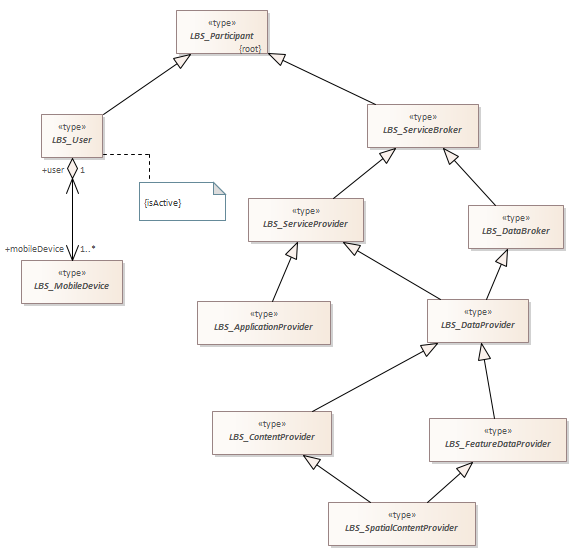 «type»
LBS_Participant
{root}
«type»
LBS_User
«type»
LBS_ServiceBroker
+user 1
{isActive}
«type»
LBS_ServiceProvider
«type»
LBS_DataBroker
+mobileDevice 1..*
«type»
LBS_MobileDevice
«type»
LBS_ApplicationProvider
«type»
LBS_DataProvider
«type»
LBS_ContentProvider
«type»
LBS_FeatureDataProvider
«type»
LBS_SpatialContentProvider